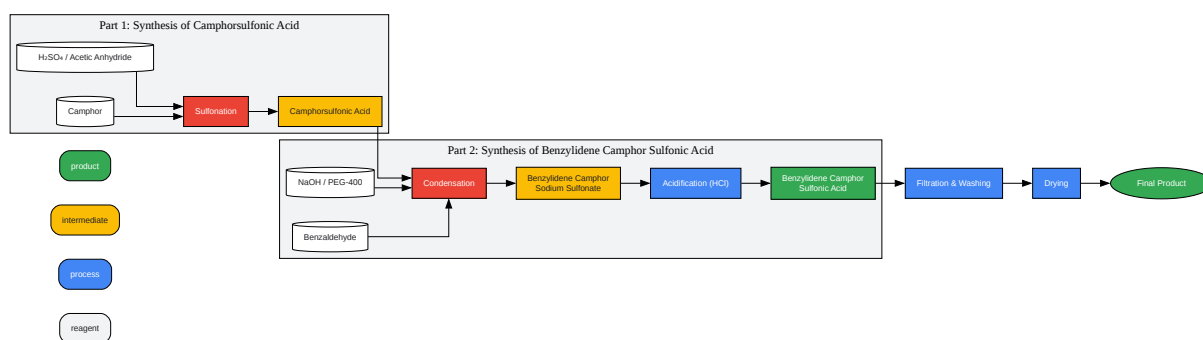 Part 1: Synthesis of Camphorsulfonic Acid
H₂SO₄ / Acetic Anhydride
Camphor
Sulfonation
Camphorsulfonic Acid
Part 2: Synthesis of Benzylidene Camphor Sulfonic Acid
NaOH / PEG-400
Condensation
Benzylidene Camphor
Sodium Sulfonate
Acidification (HCl)
Benzylidene Camphor
Sulfonic Acid
Filtration & Washing
Drying
Final Product
Benzaldehyde
product
intermediate
process
reagent